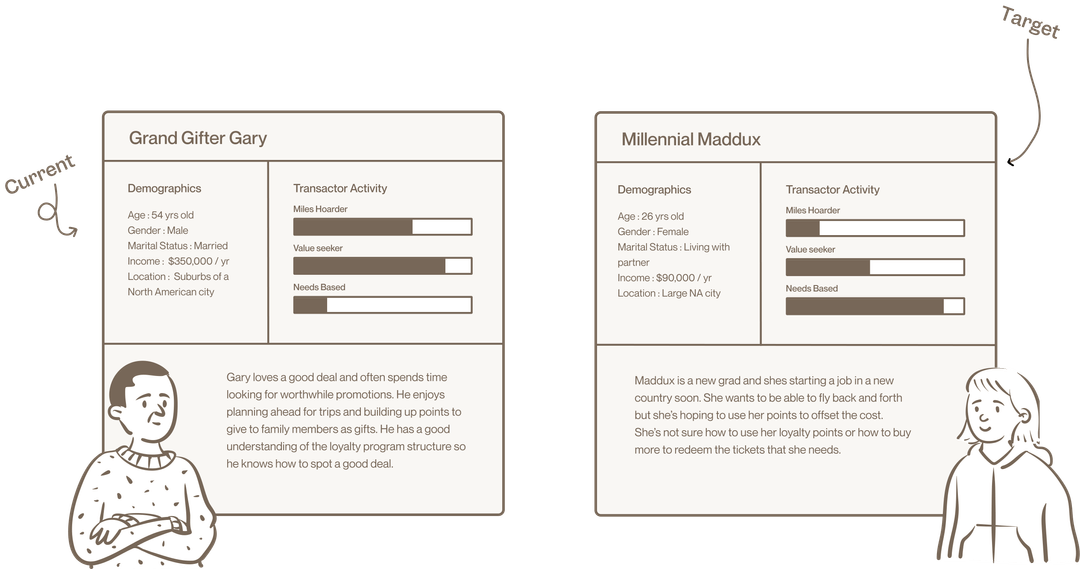 Target
Current
Grand Gifter Gary
Demographics
Age : 54 yrs old
Gender : Male
Marital Status : Married
Income :  $350,000 / yr
Location :  Suburbs of a
North American city
Transactor Activity
Miles Hoarder
Value seeker
Needs Based
Gary loves a good deal and often spends time
looking for worthwhile promotions. He enjoys
planning ahead for trips and building up points to
give to family members as gifts. He has a good
understanding of the loyalty program structure so
he knows how to spot a good deal.
Millennial Maddux
Demographics
Age : 26 yrs old
Gender : Female
Marital Status : Living with
partner
Income : $90,000 / yr
Location : Large NA city
Transactor Activity
Miles Hoarder
Value seeker
Needs Based
Maddux is a new grad and shes starting a job in a new
country soon. She wants to be able to fly back and forth
but she's hoping to use her points to offset the cost.
She's not sure how to use her loyalty points or how to buy
more to redeem the tickets that she needs.